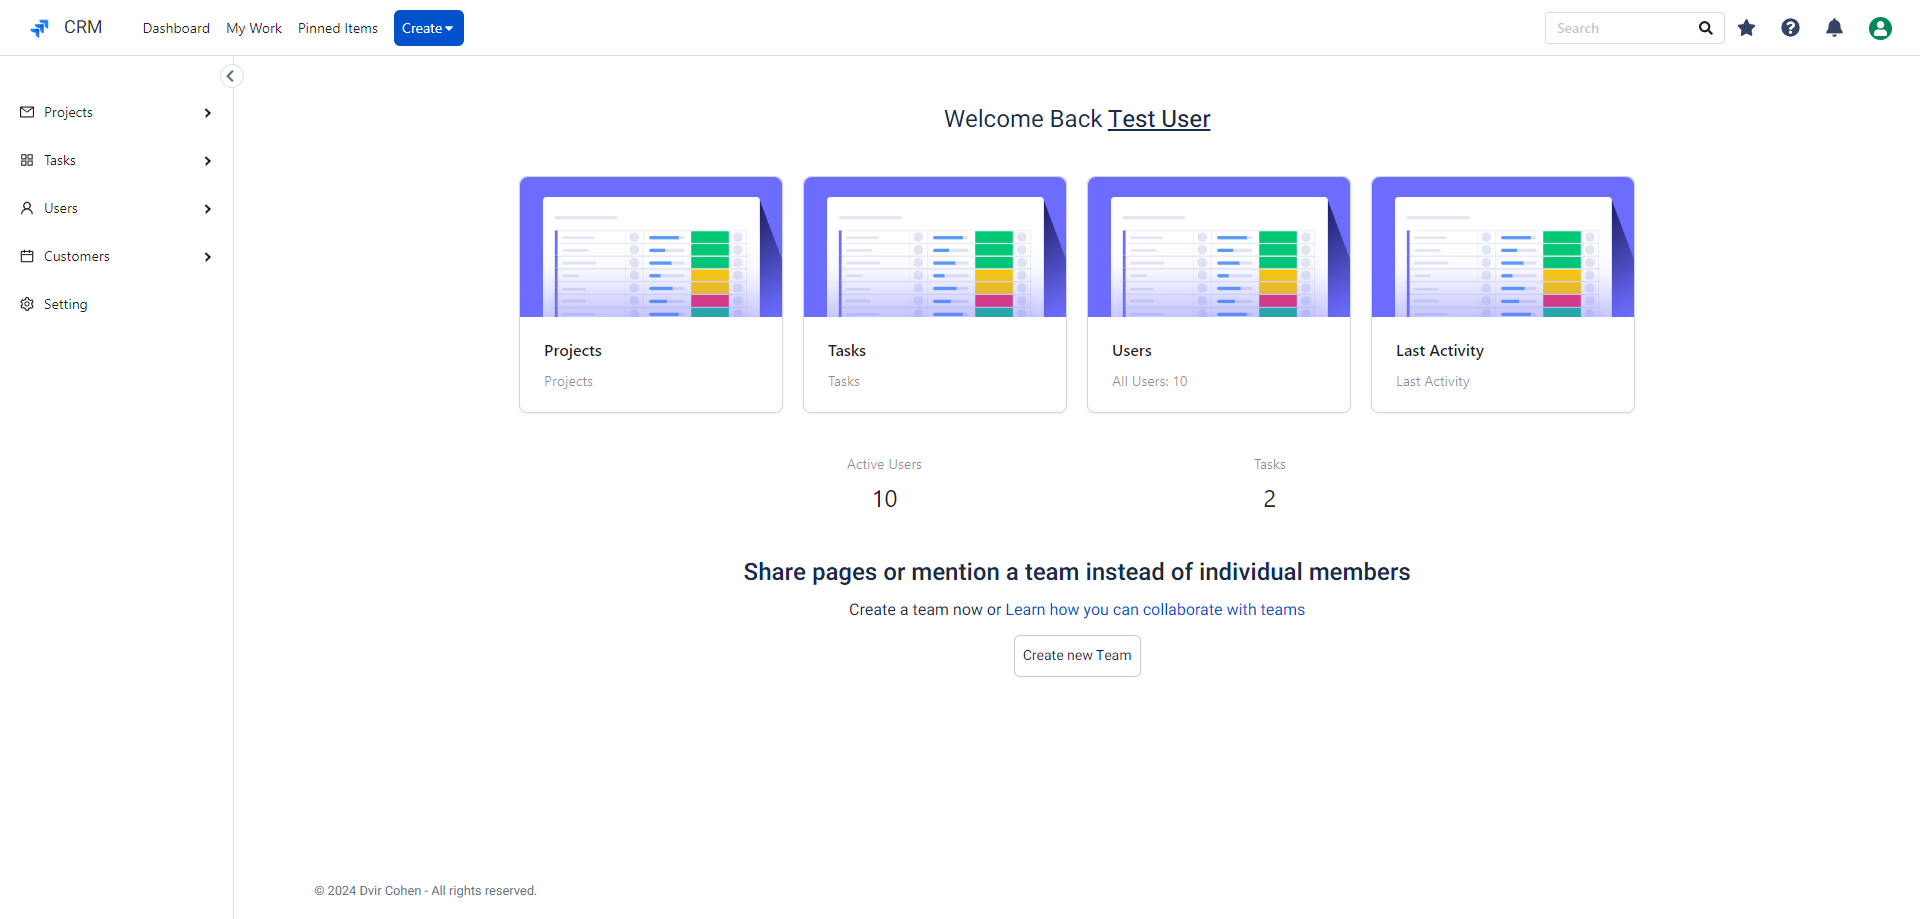 CRM
Dashboard
My Work
Pinned Items
Create
Search
Projects
Tasks
Users
Customers
Setting
Welcome Back Test User
Projects
Projects
Tasks
Tasks
Users
All Users: 10
Last Activity
Last Activity
Active Users
10
Tasks
2
Share pages or mention a team instead of individual members
Create a team now or Learn how you can collaborate with teams
Create new Team
© 2024 Dvir Cohen - All rights reserved.